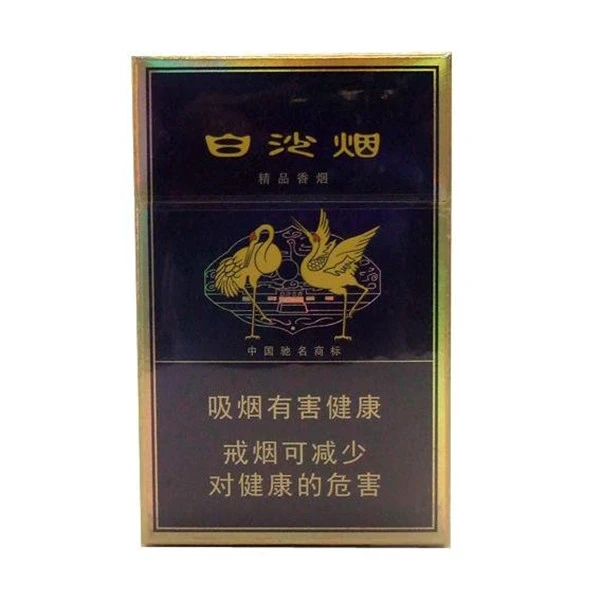 白沙烟
精品香烟
中国驰名商标
吸烟有害健康
戒烟可减少
对健康的危害